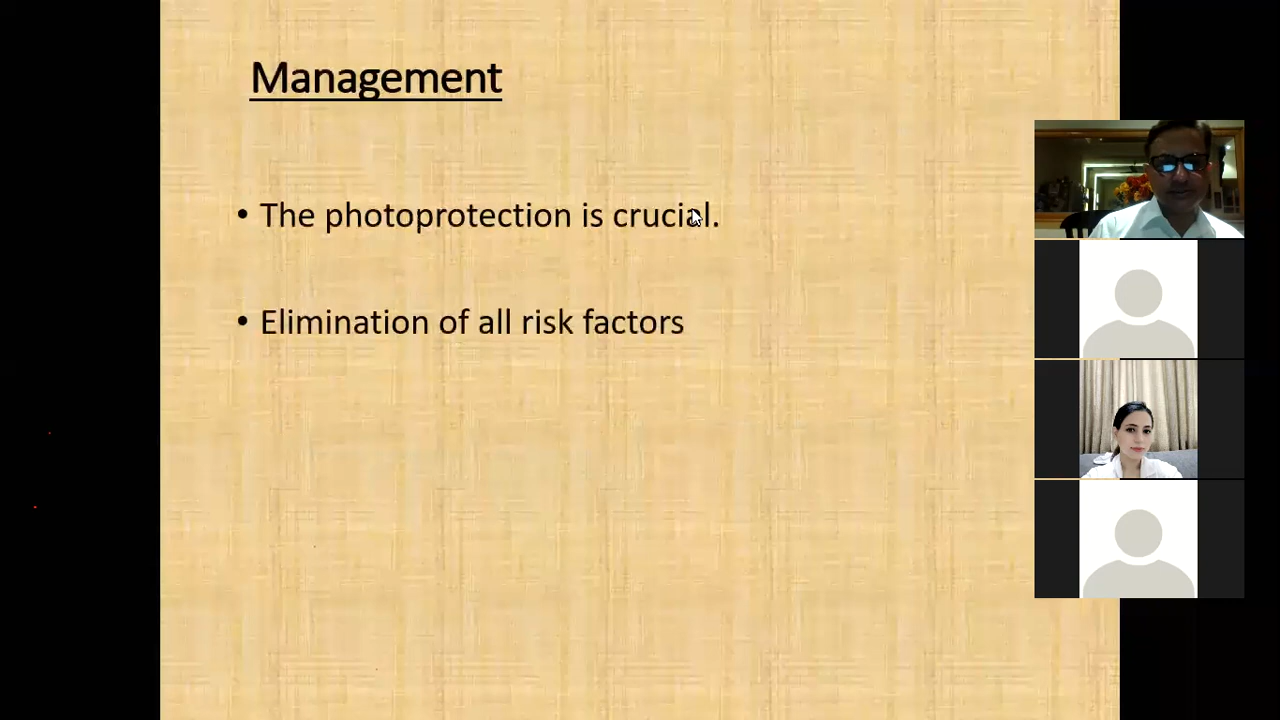 Management
• The photoprotection is crucial.
• Elimination of all risk factors